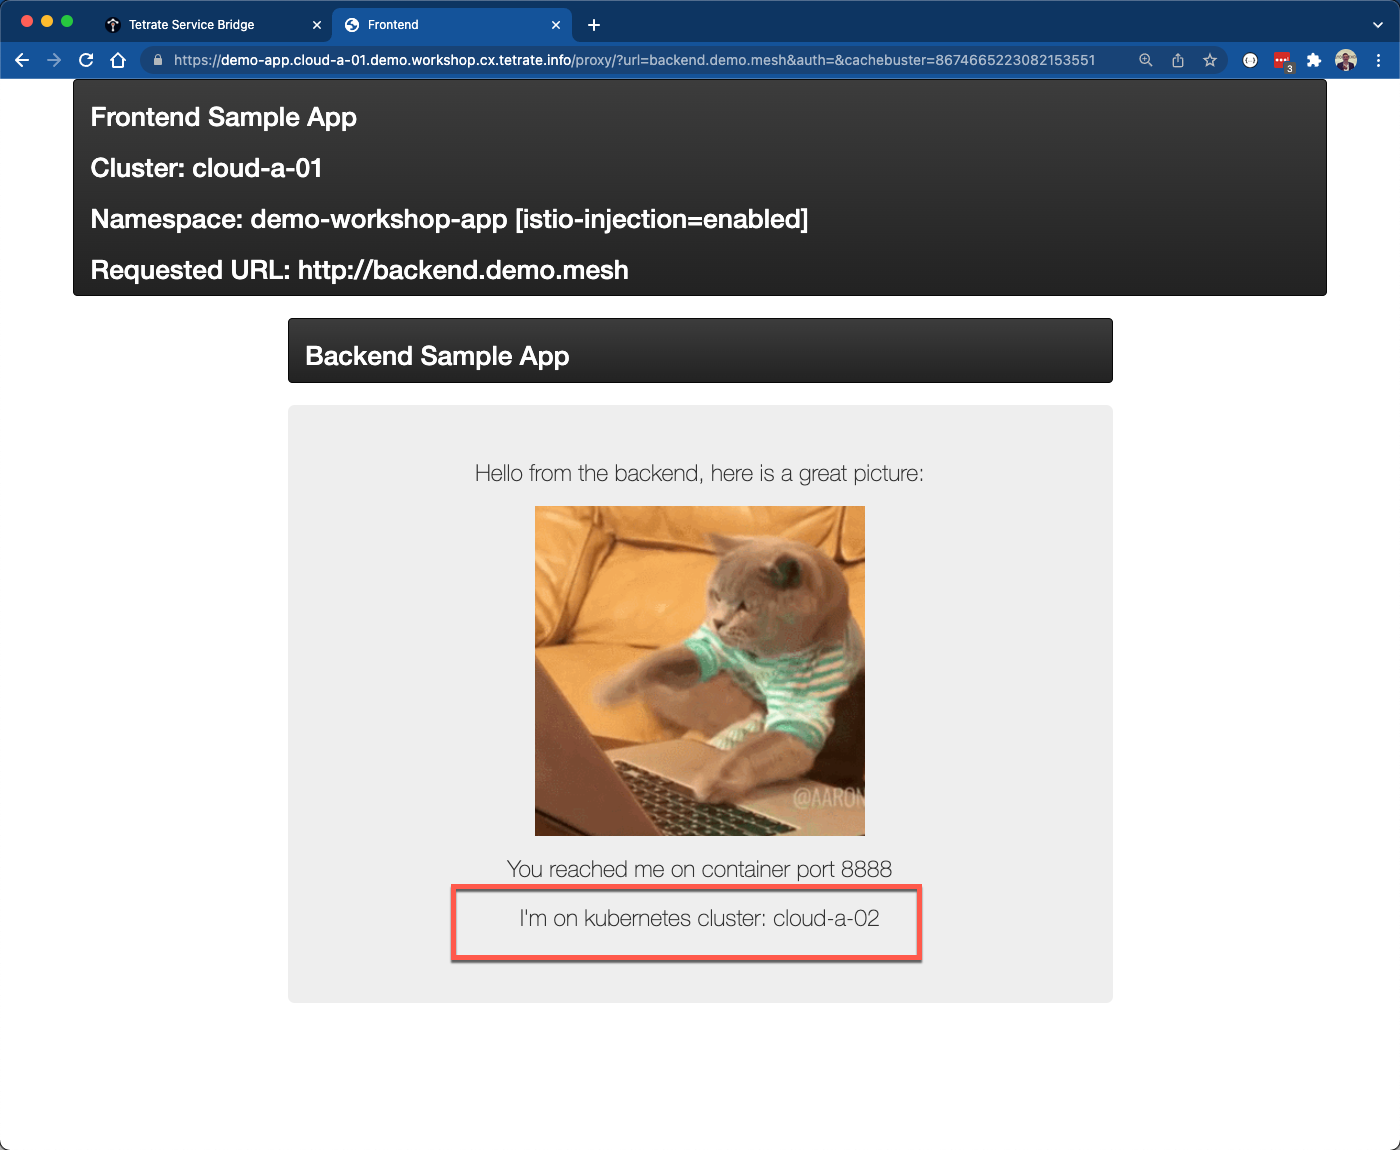 Tetrate Service Bridge
Frontend
https://demo-app.cloud-a-01.demo.workshop.cx.tetrate.info/proxy/?url=backend.demo.mesh&auth=&cachebuster=8674665223082153551
3
Frontend Sample App
Cluster: cloud-a-01
Namespace: demo-workshop-app [istio-injection=enabled]
Requested URL: http://backend.demo.mesh
Backend Sample App
Hello from the backend, here is a great picture:
@AARON
You reached me on container port 8888
I'm on kubernetes cluster: cloud-a-02